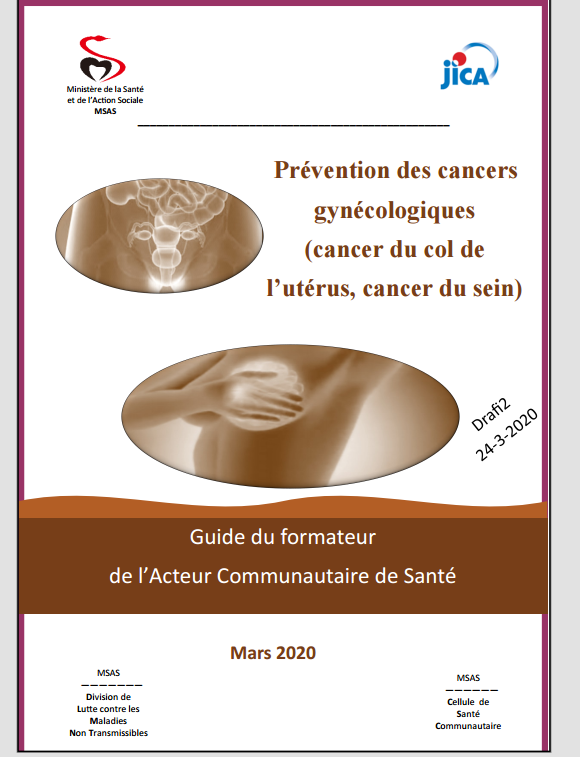 Ministère de la Santé
et de l'Action Sociale
MSAS
jica
Prévention des cancers
gynécologiques
(cancer du col de
l'utérus, cancer du sein)
Drafi2
24-3-2020
Guide du formateur
de l'Acteur Communautaire de Santé
Mars 2020
MSAS
Division de
Lutte contre les
Maladies
Non Transmissibles
MSAS
Cellule de
Santé
Communautaire